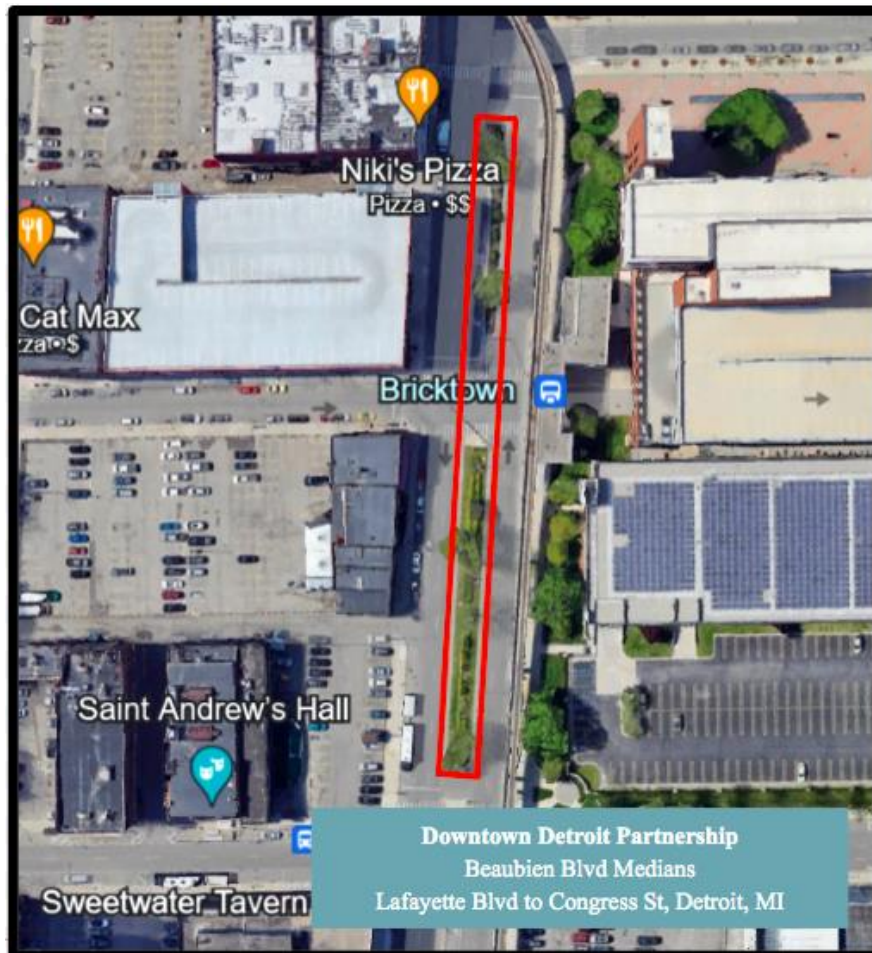 Niki's Pizza
Pizza • $$
Cat Max
zza • $
Bricktown
Saint Andrew's Hall
Sweetwater Tavern
Downtown Detroit Partnership
Beaubien Blvd Medians
Lafayette Blvd to Congress St, Detroit, MI